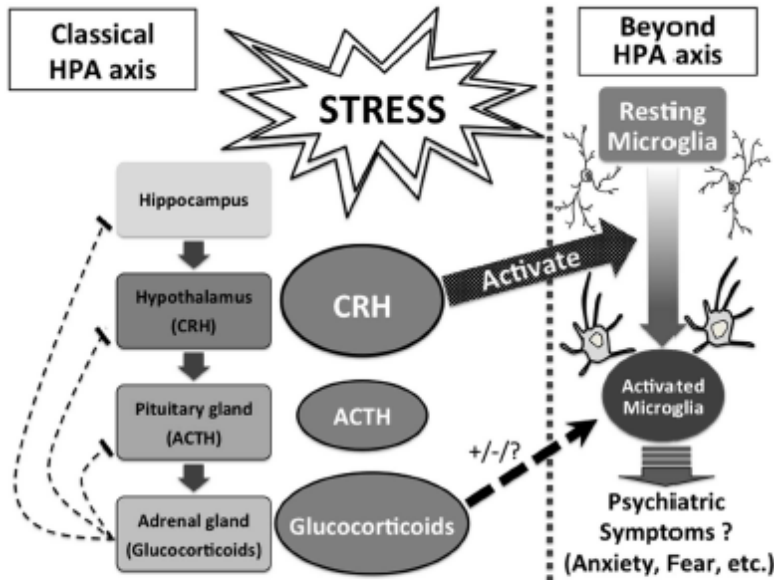 Classical
HPA axis
STRESS
Beyond
HPA axis
Resting
Microglia
Hippocampus
Hypothalamus
(CRH)
CRH
Activate
Pituitary gland
(ACTH)
ACTH
Activated
Microglia
+/-/?
Adrenal gland
(Glucocorticoids)
Glucocorticoids
Psychiatric
Symptoms ?
(Anxiety, Fear, etc.)